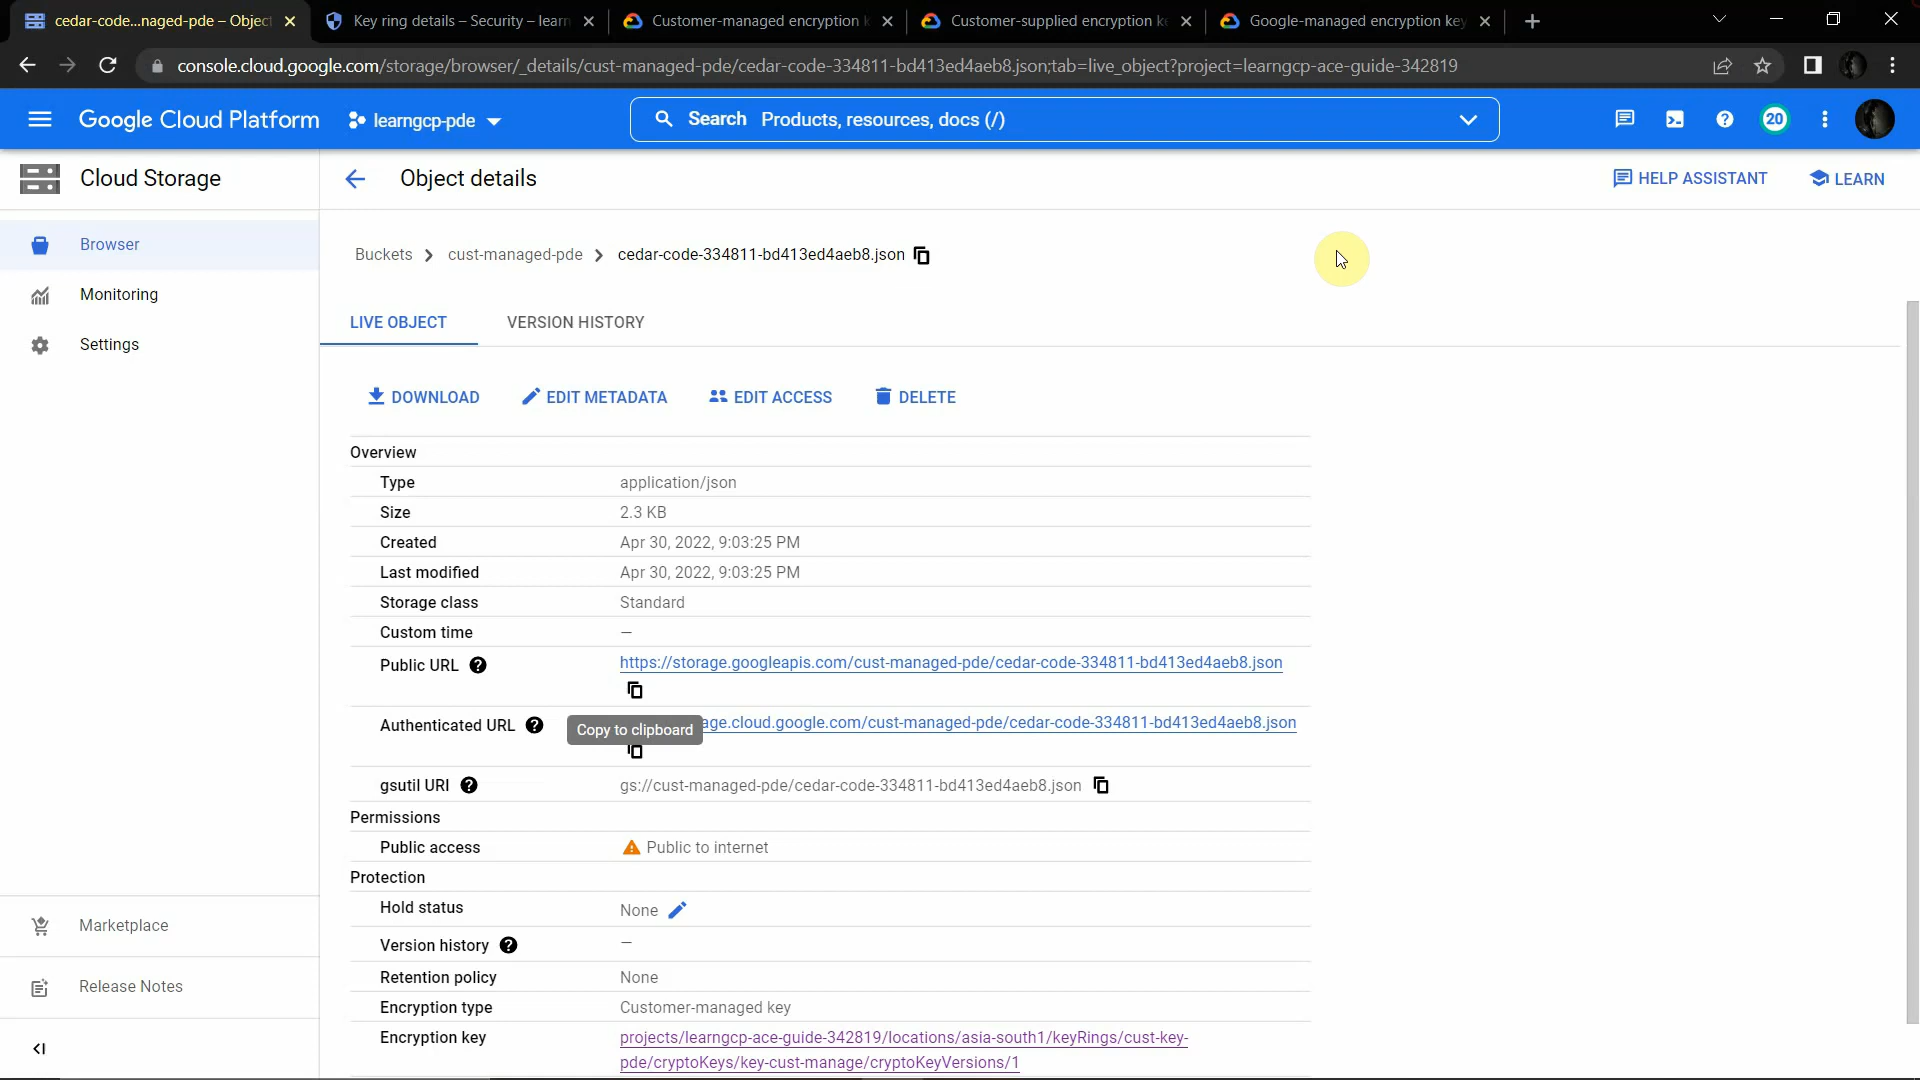 cedar-code...naged-pde – Objec
Key ring details – Security – learn
Customer-managed encryption k
Customer-supplied encryption ke
Google-managed encryption key
console.cloud.google.com/storage/browser/_details/cust-managed-pde/cedar-code-334811-bd413ed4aeb8.json;tab=live_object?project=learngcp-ace-guide-342819
Google Cloud Platform
learngcp-pde
Search Products, resources, docs (/)
20
Cloud Storage
Object details
HELP ASSISTANT
LEARN
Browser
Monitoring
Settings
Marketplace
Release Notes
Buckets
cust-managed-pde
cedar-code-334811-bd413ed4aeb8.json
LIVE OBJECT
VERSION HISTORY
DOWNLOAD
EDIT METADATA
EDIT ACCESS
DELETE
Overview
Type application/json
Size 2.3 KB
Created Apr 30, 2022, 9:03:25 PM
Last modified Apr 30, 2022, 9:03:25 PM
Storage class Standard
Custom time —
Public URL https://storage.googleapis.com/cust-managed-pde/cedar-code-334811-bd413ed4aeb8.json
Authenticated URL age.cloud.google.com/cust-managed-pde/cedar-code-334811-bd413ed4aeb8.json
Copy to clipboard
gsutil URI gs://cust-managed-pde/cedar-code-334811-bd413ed4aeb8.json
Permissions
Public access Public to internet
Protection
Hold status None
Version history —
Retention policy None
Encryption type Customer-managed key
Encryption key projects/learngcp-ace-guide-342819/locations/asia-south1/keyRings/cust-key-
pde/cryptoKeys/key-cust-manage/cryptoKeyVersions/1